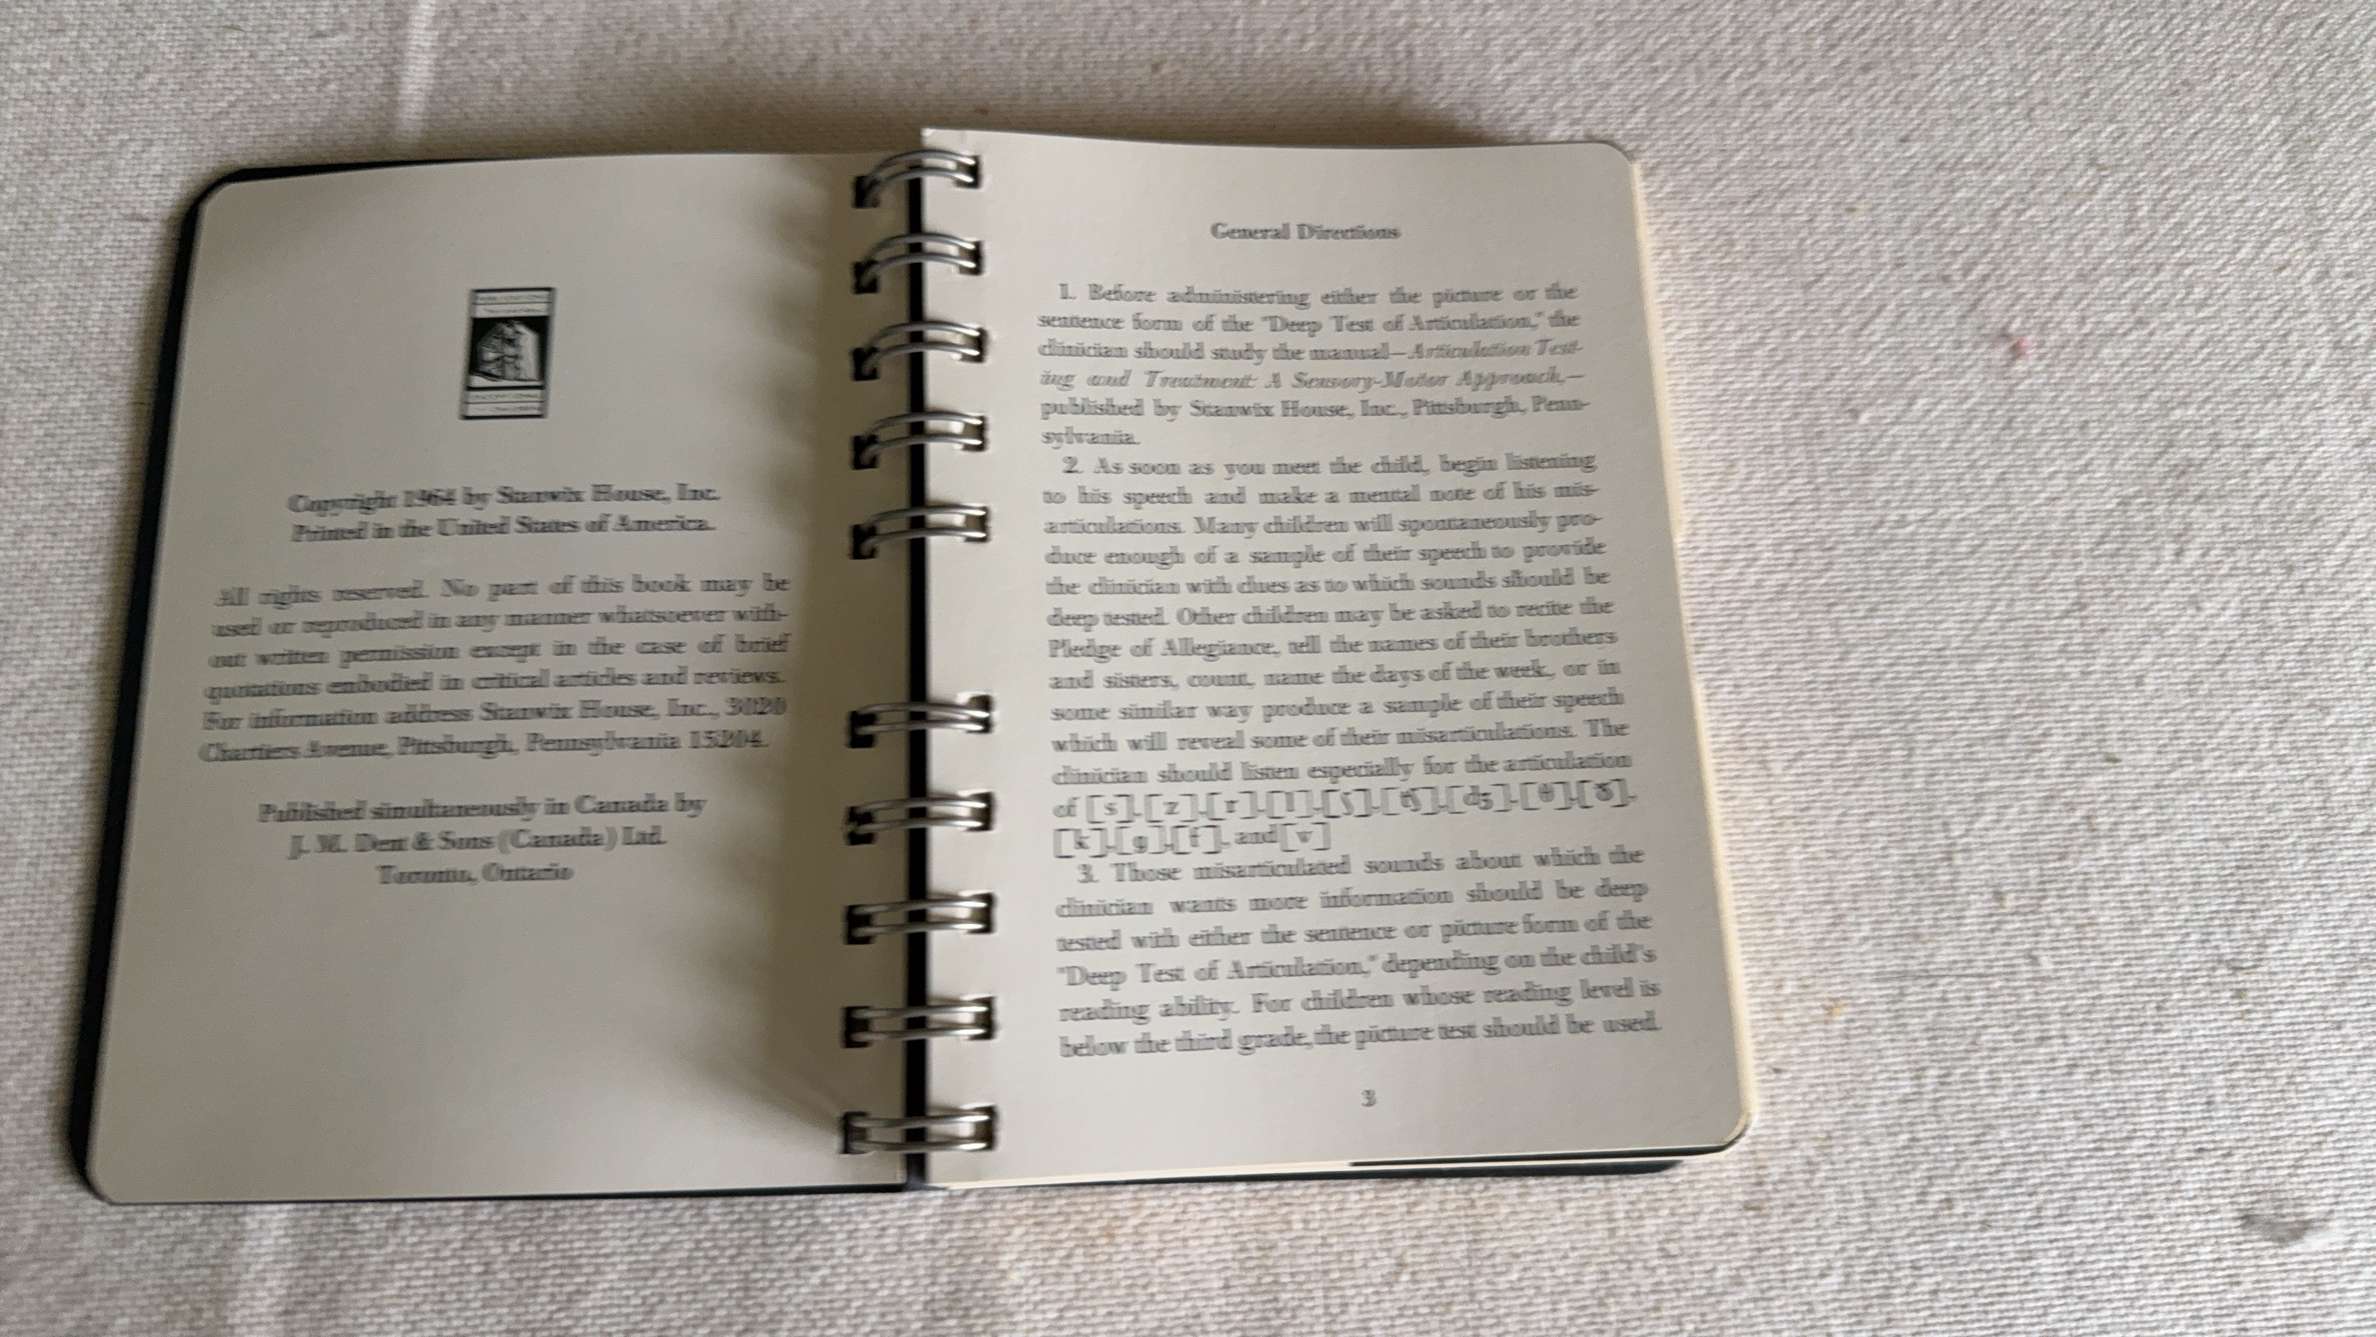 Copyright 1964 by Stanwix House, Inc.
Printed in the United States of America.
All rights reserved. No part of this book may be
used or reproduced in any manner whatsoever with-
out written permission except in the case of brief
quotations embodied in critical articles and reviews.
For information address Stanwix House, Inc., 3020
Chartiers Avenue, Pittsburgh, Pennsylvania 15204.
Published simultaneously in Canada by
J. M. Dent & Sons (Canada) Ltd.
Toronto, Ontario
General Directions
1. Before administering either the picture or the
sentence form of the "Deep Test of Articulation," the
clinician should study the manual—Articulation Test-
ing and Treatment: A Sensory-Motor Approach,—
published by Stanwix House, Inc., Pittsburgh, Penn-
sylvania.
2. As soon as you meet the child, begin listening
to his speech and make a mental note of his mis-
articulations. Many children will spontaneously pro-
duce enough of a sample of their speech to provide
the clinician with clues as to which sounds should be
deep tested. Other children may be asked to recite the
Pledge of Allegiance, tell the names of their brothers
and sisters, count, name the days of the week, or in
some similar way produce a sample of their speech
which will reveal some of their misarticulations. The
clinician should listen especially for the articulation
of [s],[z],[r],[l],[ʃ],[tʃ],[dʒ],[θ],[ð],
[k],[g],[f], and [v]
3. Those misarticulated sounds about which the
clinician wants more information should be deep
tested with either the sentence or picture form of the
"Deep Test of Articulation," depending on the child's
reading ability. For children whose reading level is
below the third grade, the picture test should be used.
3